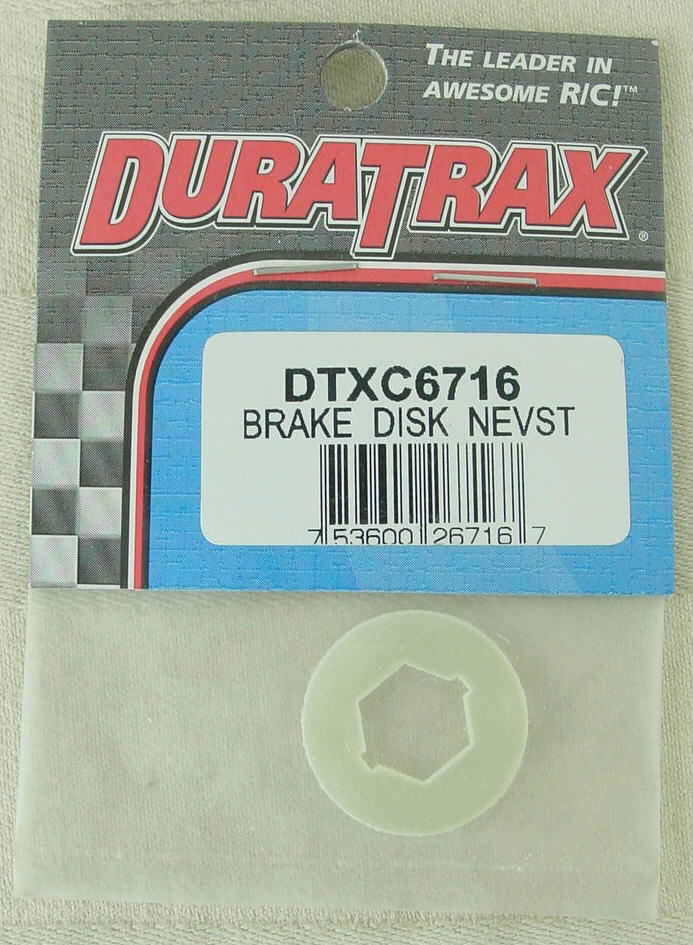 THE LEADER IN
AWESOME R/C!™
DURATRAX®
DTXC6716
BRAKE DISK NEVST
7 53600 26716 7